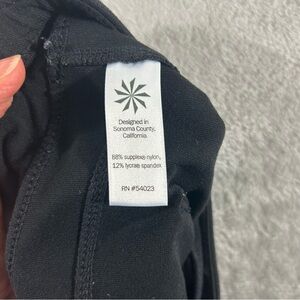 Designed in
Sonoma County,
California.
88% supplex® nylon,
12% lycra® spandex
RN #54023